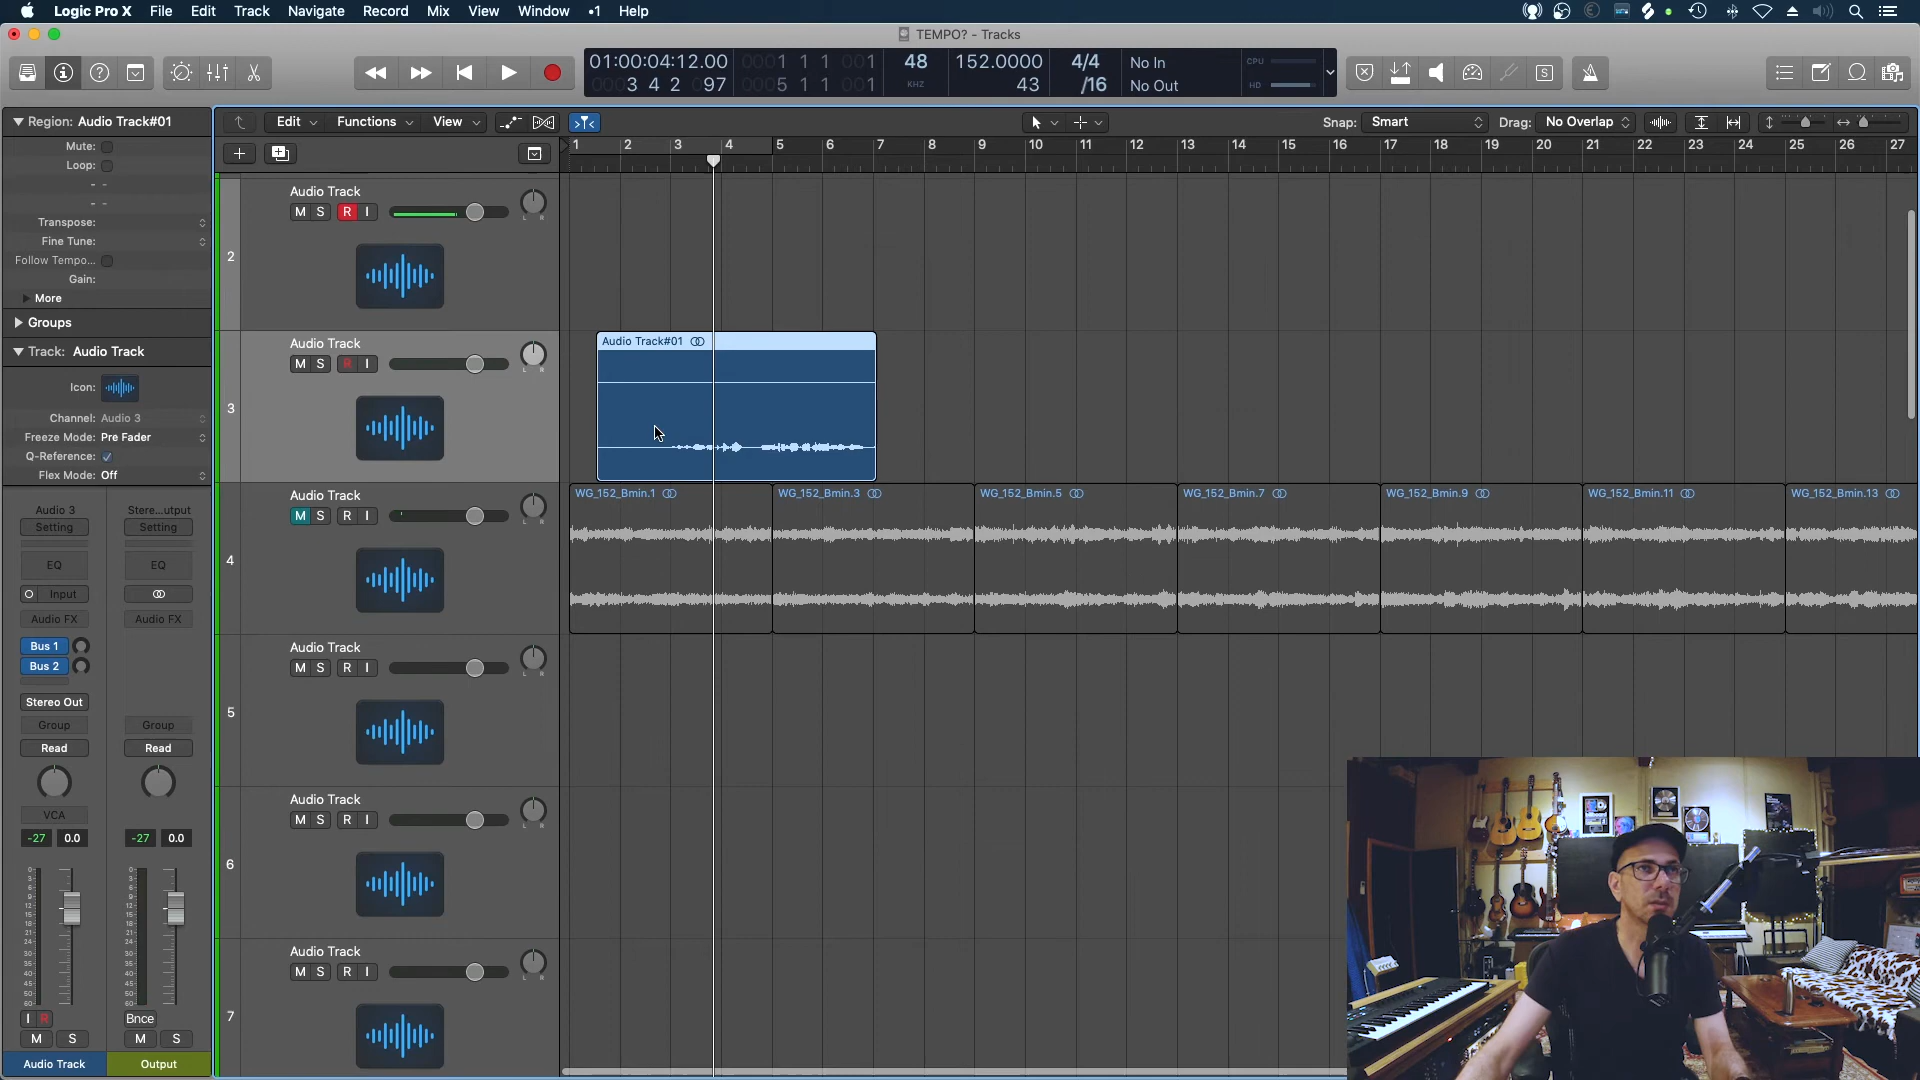 Logic Pro X File Edit Track Navigate Record Mix View Window •1 Help
TEMPO? - Tracks
01:00:04:12.00 0001 1 1 001 48 152.0000 4/4 No In CPU
0003 4 2 097 0005 1 1 001 KHZ 43 /16 No Out HD
Region: Audio Track#01
Mute:
Loop:
Transpose:
Fine Tune:
Follow Tempo...
Gain:
More
Groups
Track: Audio Track
Icon:
Channel: Audio 3
Freeze Mode: Pre Fader
Q-Reference:
Flex Mode: Off
Audio 3 Stere...utput
Setting Setting
EQ EQ
Input
Audio FX Audio FX
Bus 1
Bus 2
Stereo Out
Group Group
Read Read
VCA
-27 0.0 -27 0.0
I R Bnce
M S M S
Audio Track Output
Edit Functions View Snap: Smart Drag: No Overlap
1 2 3 4 5 6 7 8 9 10 11 12 13 14 15 16 17 18 19 20 21 22 23 24 25 26 27
2 Audio Track
M S R I
L R
3 Audio Track
M S R I
L R
Audio Track#01
4 Audio Track
M S R I
L R
WG_152_Bmin.1 WG_152_Bmin.3 WG_152_Bmin.5 WG_152_Bmin.7 WG_152_Bmin.9 WG_152_Bmin.11 WG_152_Bmin.13
5 Audio Track
M S R I
L R
6 Audio Track
M S R I
L R
7 Audio Track
M S R I
L R